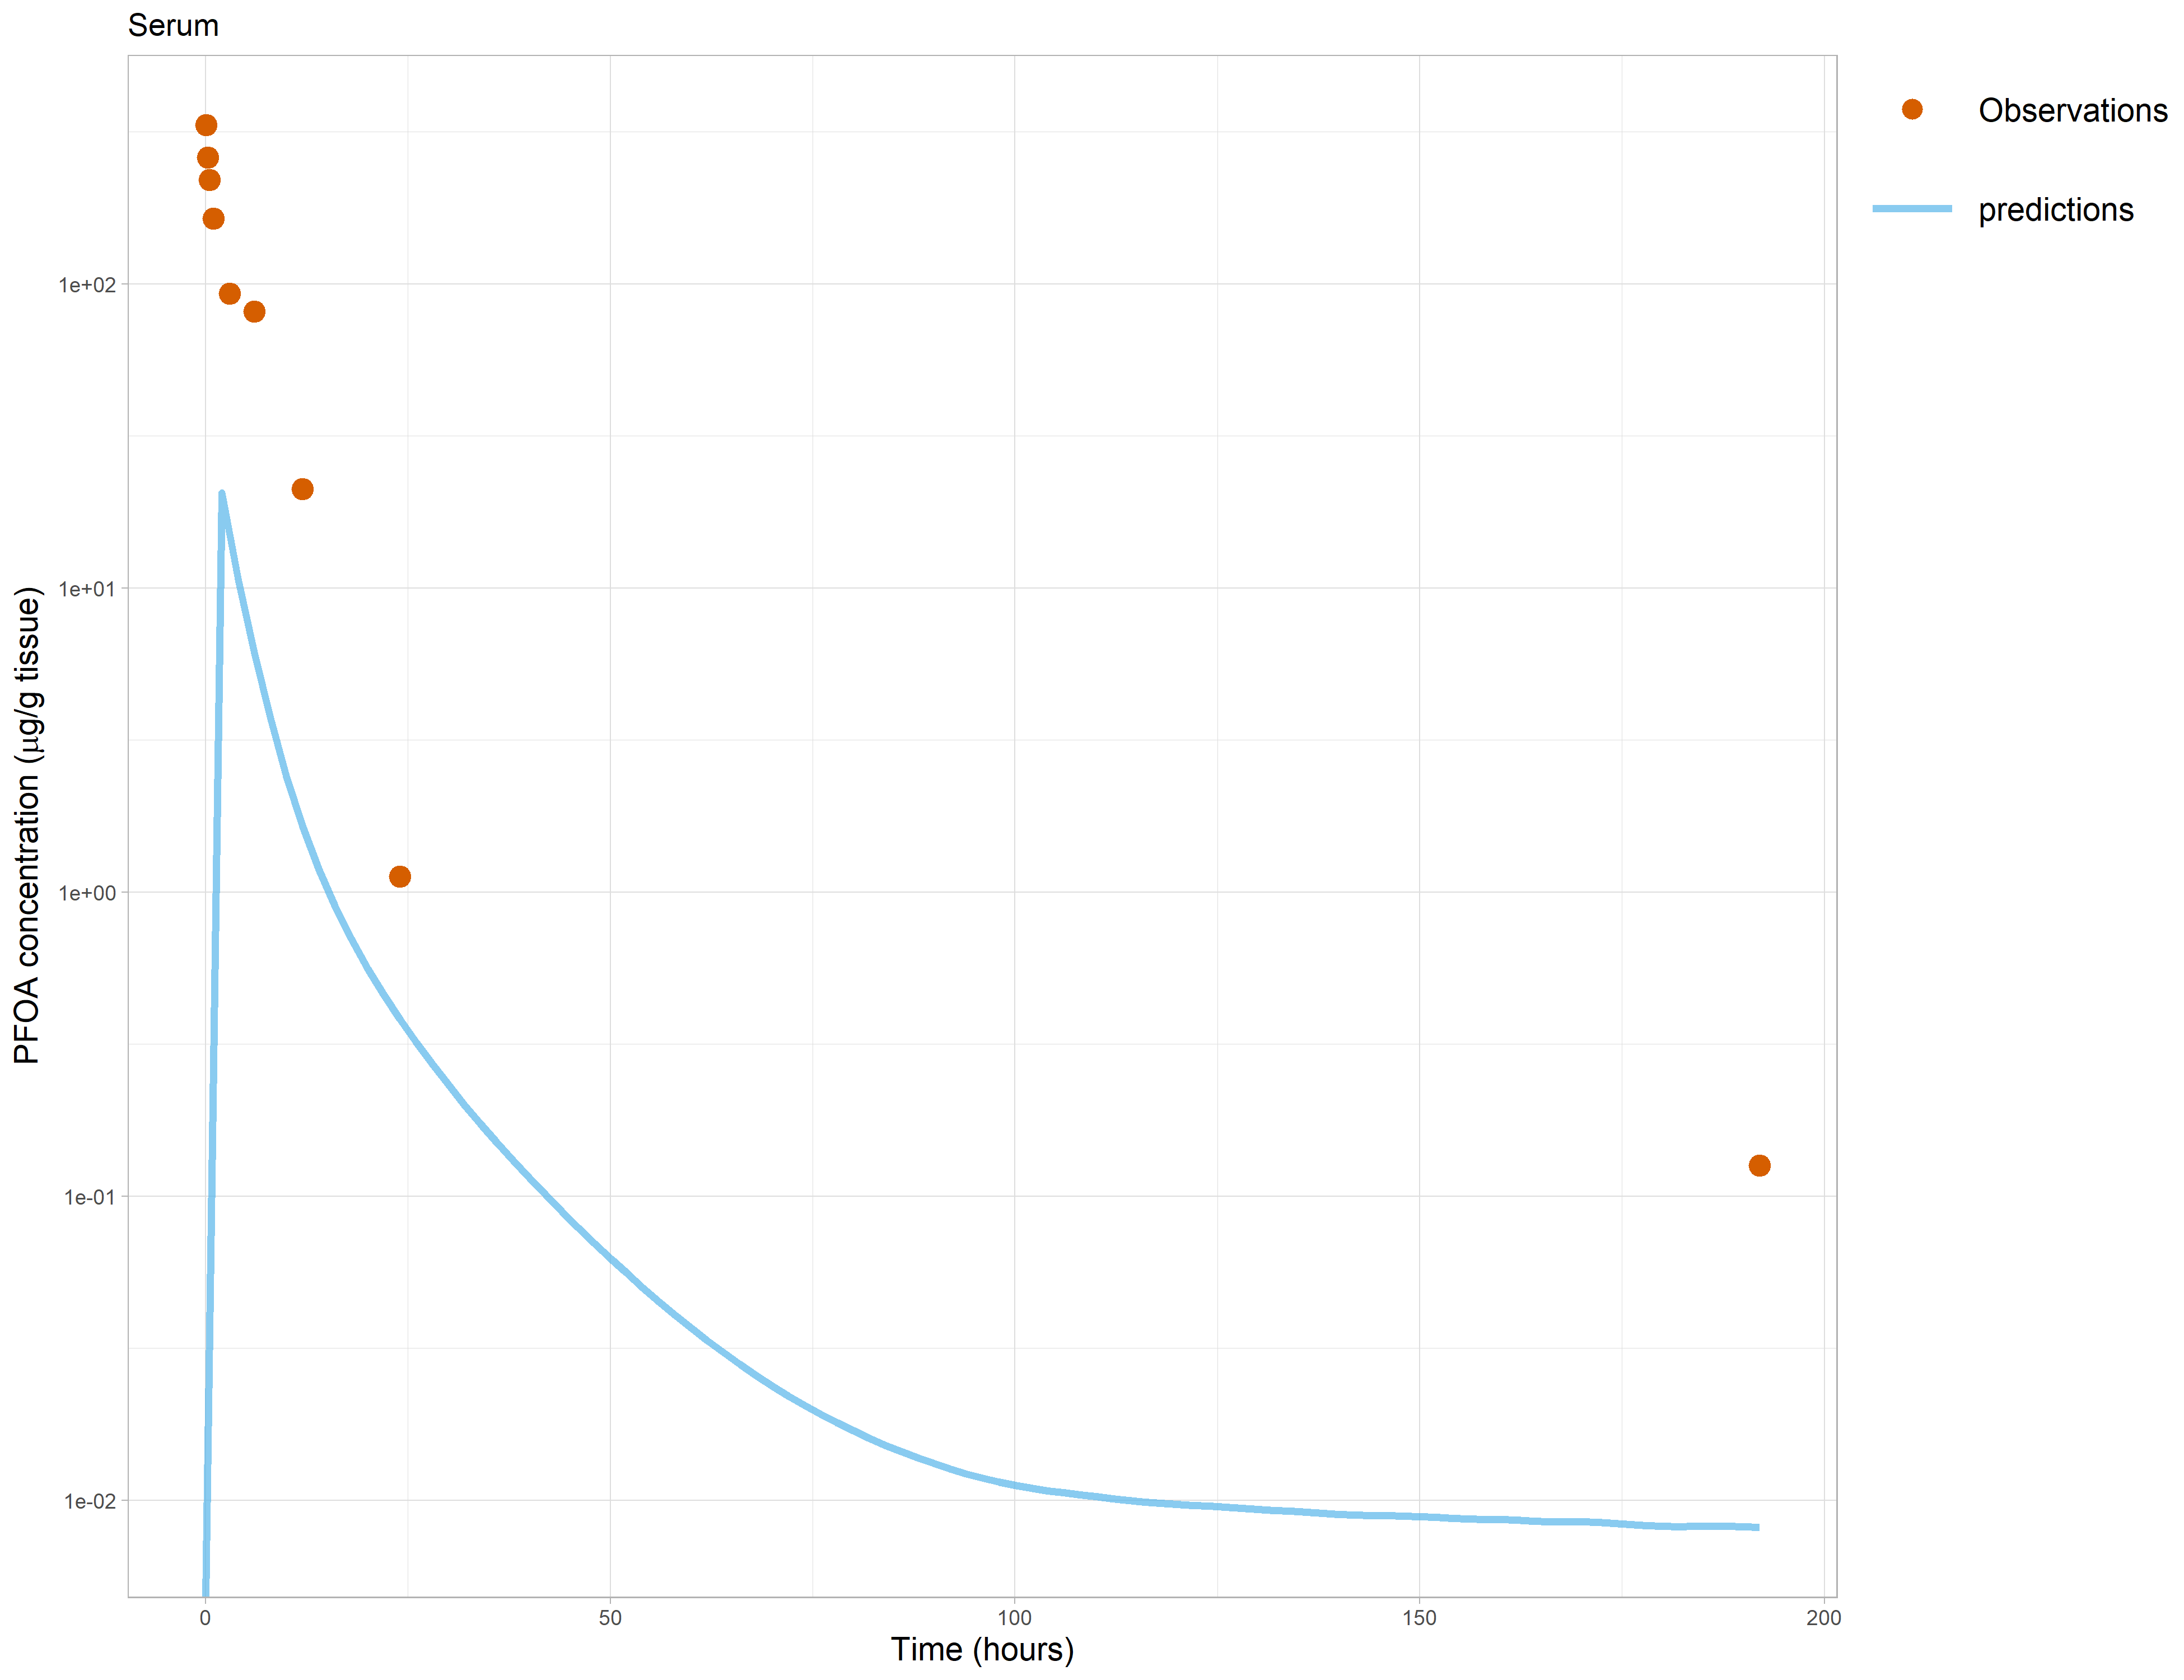 Serum
Observations
predictions
PFOA concentration (μg/g tissue)
1e+02
1e+01
1e+00
1e-01
1e-02
0 50 100 150 200
Time (hours)